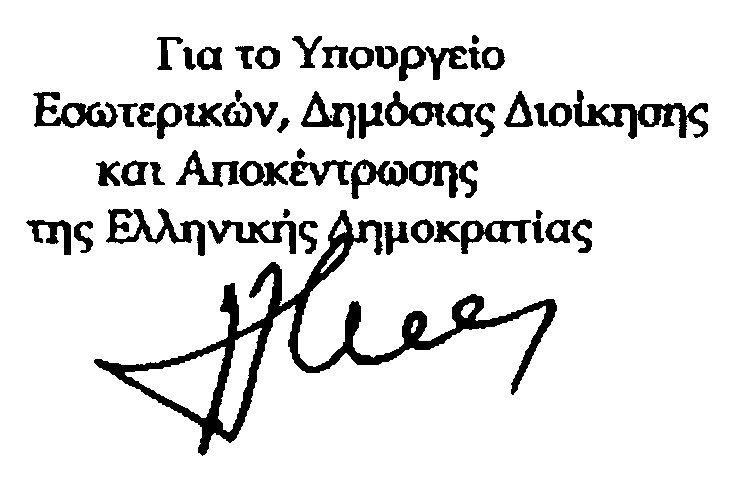 Για το Υπουργείο
Εσωτερικών, Δημόσιας Διοίκησης
και Αποκέντρωσης
της Ελληνικής Δημοκρατίας